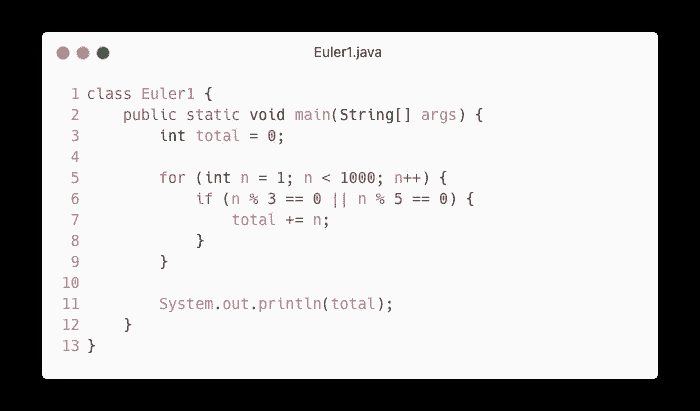 Euler1.java
1 class Euler1 {
2     public static void main(String[] args) {
3         int total = 0;
4
5         for (int n = 1; n < 1000; n++) {
6             if (n % 3 == 0 || n % 5 == 0) {
7                 total += n;
8             }
9         }
10
11         System.out.println(total);
12     }
13 }